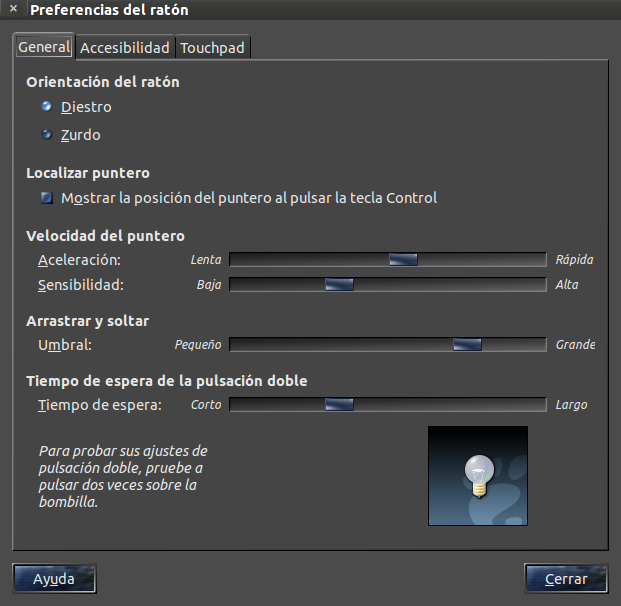 Preferencias del ratón
General Accesibilidad Touchpad
Orientación del ratón
Diestro
Zurdo
Localizar puntero
Mostrar la posición del puntero al pulsar la tecla Control
Velocidad del puntero
Aceleración: Lenta Rápida
Sensibilidad: Baja Alta
Arrastrar y soltar
Umbral: Pequeño Grande
Tiempo de espera de la pulsación doble
Tiempo de espera: Corto Largo
Para probar sus ajustes de
pulsación doble, pruebe a
pulsar dos veces sobre la
bombilla.
Ayuda Cerrar